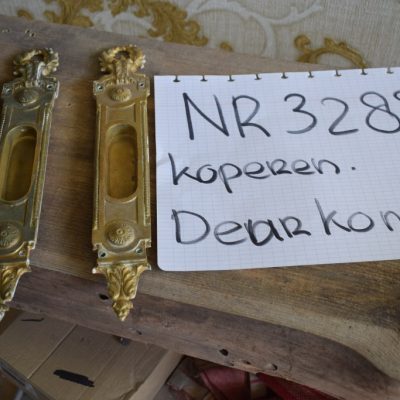 NR 328
koperen.
Deurkom